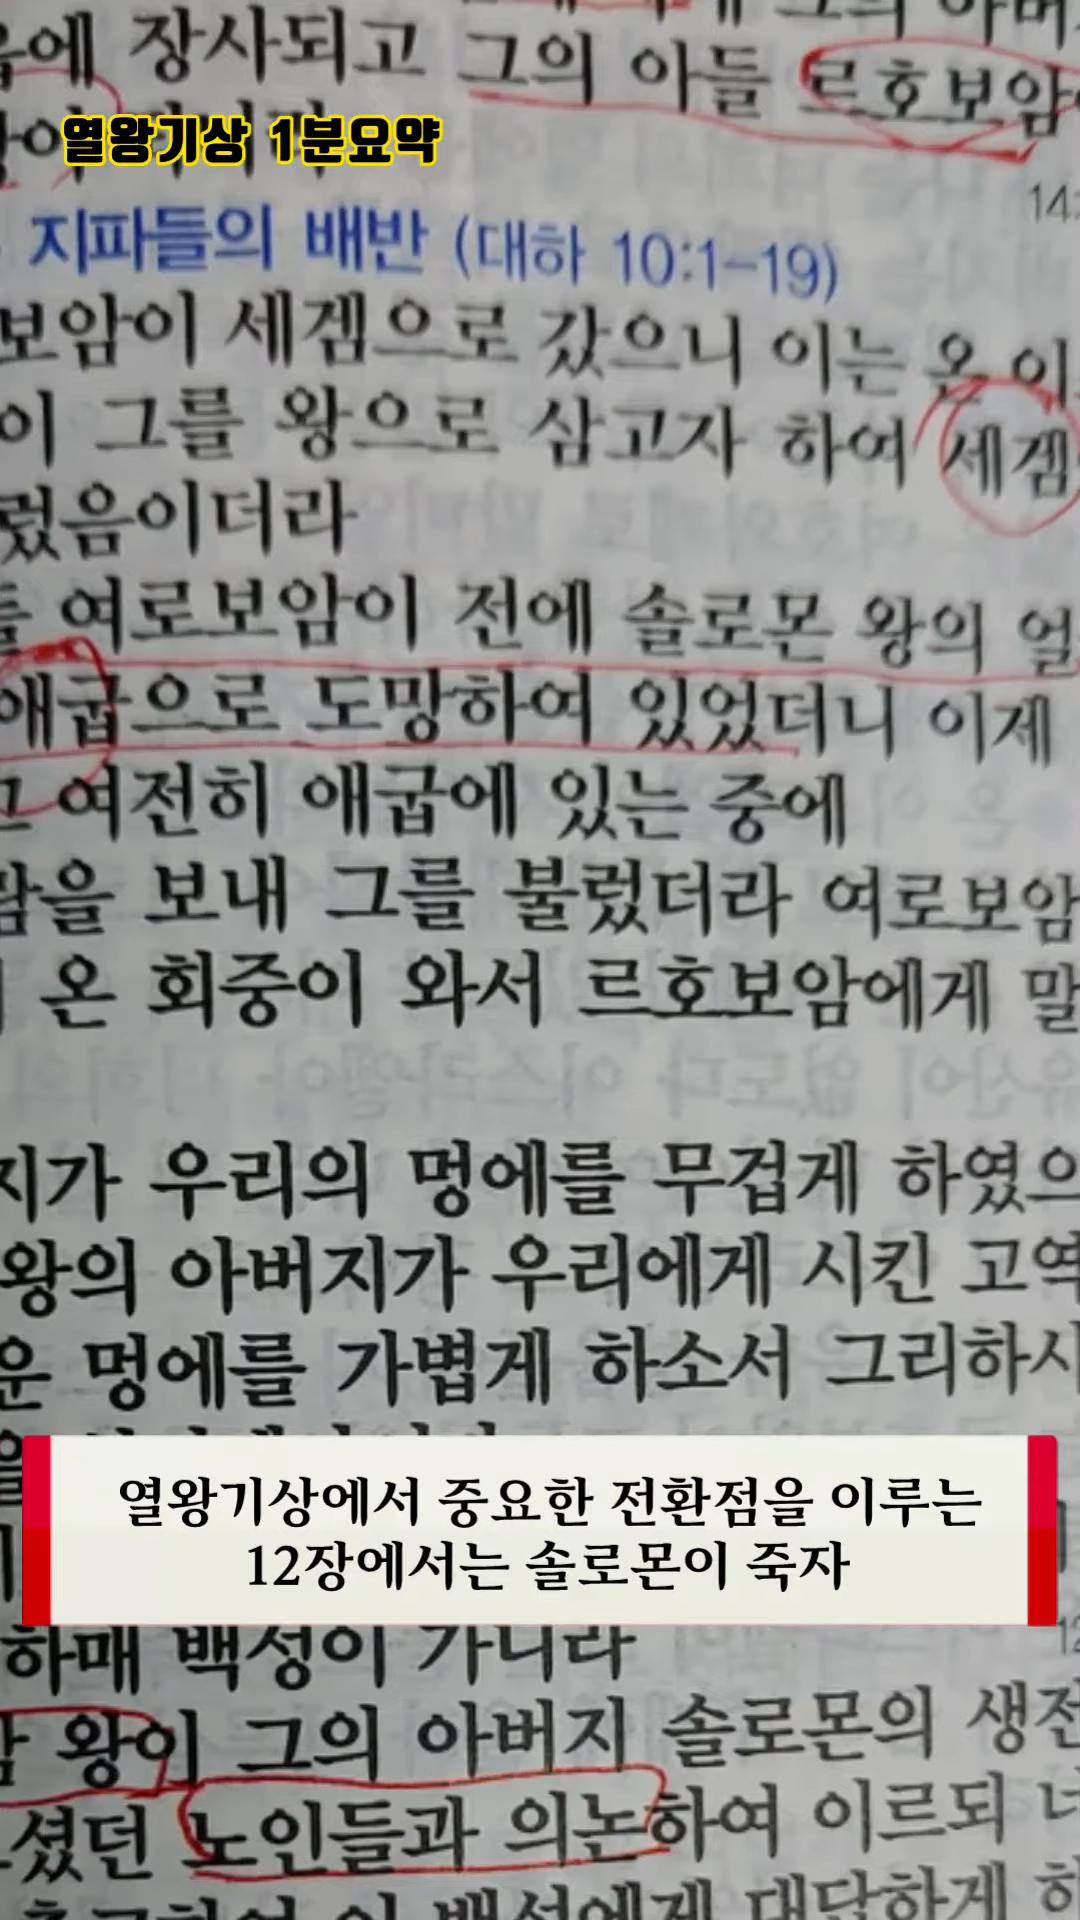 에 장사되고 그의 아들 르호보암
열왕기상 1분요약
지파들의 배반 (대하 10:1-19)
보암이 세겜으로 갔으니 이는 온 이
이 그를 왕으로 삼고자 하여 세겜
렀음이더라
여로보암이 전에 솔로몬 왕의 얼
애굽으로 도망하여 있었더니 이제
여전히 애굽에 있는 중에
람을 보내 그를 불렀더라 여로보암
온 회중이 와서 르호보암에게 말
지가 우리의 멍에를 무겁게 하였으
왕의 아버지가 우리에게 시킨 고역
운 멍에를 가볍게 하소서 그리하시
열왕기상에서 중요한 전환점을 이루는
12장에서는 솔로몬이 죽자
하매 백성이 가니라
왕이 그의 아버지 솔로몬의 생전
셨던 노인들과 의논하여 이르되 너
이 백성에게 대답하게 하